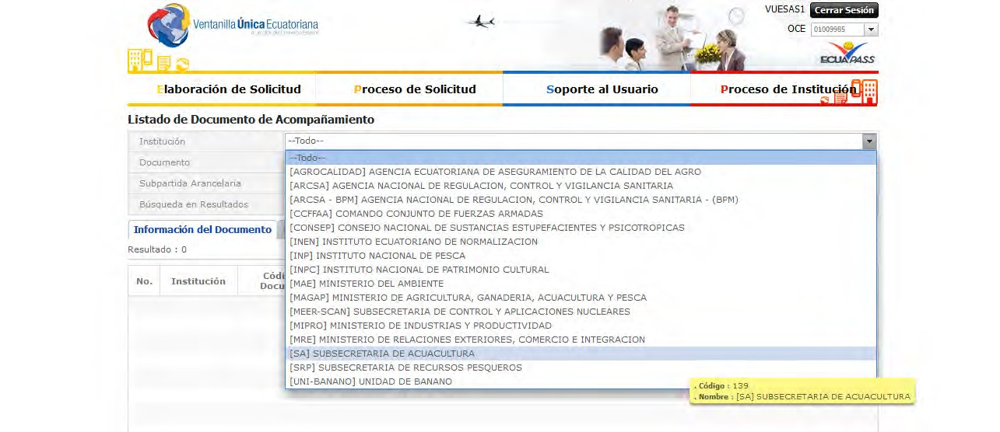 Ventanilla Única Ecuatoriana
VUESAS1 Cerrar Sesión
OCE 01009985
ECUAPASS
Elaboración de Solicitud Proceso de Solicitud Soporte al Usuario Proceso de Institución
Listado de Documento de Acompañamiento
Institución --Todo--
Documento
Subpartida Arancelaria
Búsqueda en Resultados
--Todo--
[AGROCALIDAD] AGENCIA ECUATORIANA DE ASEGURAMIENTO DE LA CALIDAD DEL AGRO
[ARCSA] AGENCIA NACIONAL DE REGULACION, CONTROL Y VIGILANCIA SANITARIA
[ARCSA - BPM] AGENCIA NACIONAL DE REGULACION, CONTROL Y VIGILANCIA SANITARIA - (BPM)
[CCFFAA] COMANDO CONJUNTO DE FUERZAS ARMADAS
[CONSEP] CONSEJO NACIONAL DE SUSTANCIAS ESTUPEFACIENTES Y PSICOTROPICAS
[INEN] INSTITUTO ECUATORIANO DE NORMALIZACION
[INP] INSTITUTO NACIONAL DE PESCA
[INPC] INSTITUTO NACIONAL DE PATRIMONIO CULTURAL
[MAE] MINISTERIO DEL AMBIENTE
[MAGAP] MINISTERIO DE AGRICULTURA, GANADERIA, ACUACULTURA Y PESCA
[MEER-SCAN] SUBSECRETARIA DE CONTROL Y APLICACIONES NUCLEARES
[MIPRO] MINISTERIO DE INDUSTRIAS Y PRODUCTIVIDAD
[MRE] MINISTERIO DE RELACIONES EXTERIORES, COMERCIO E INTEGRACION
[SA] SUBSECRETARIA DE ACUACULTURA
[SRP] SUBSECRETARIA DE RECURSOS PESQUEROS
[UNI-BANANO] UNIDAD DE BANANO
. Código : 139
. Nombre : [SA] SUBSECRETARIA DE ACUACULTURA
Información del Documento
Resultado : 0
No. Institución Códi
Docu